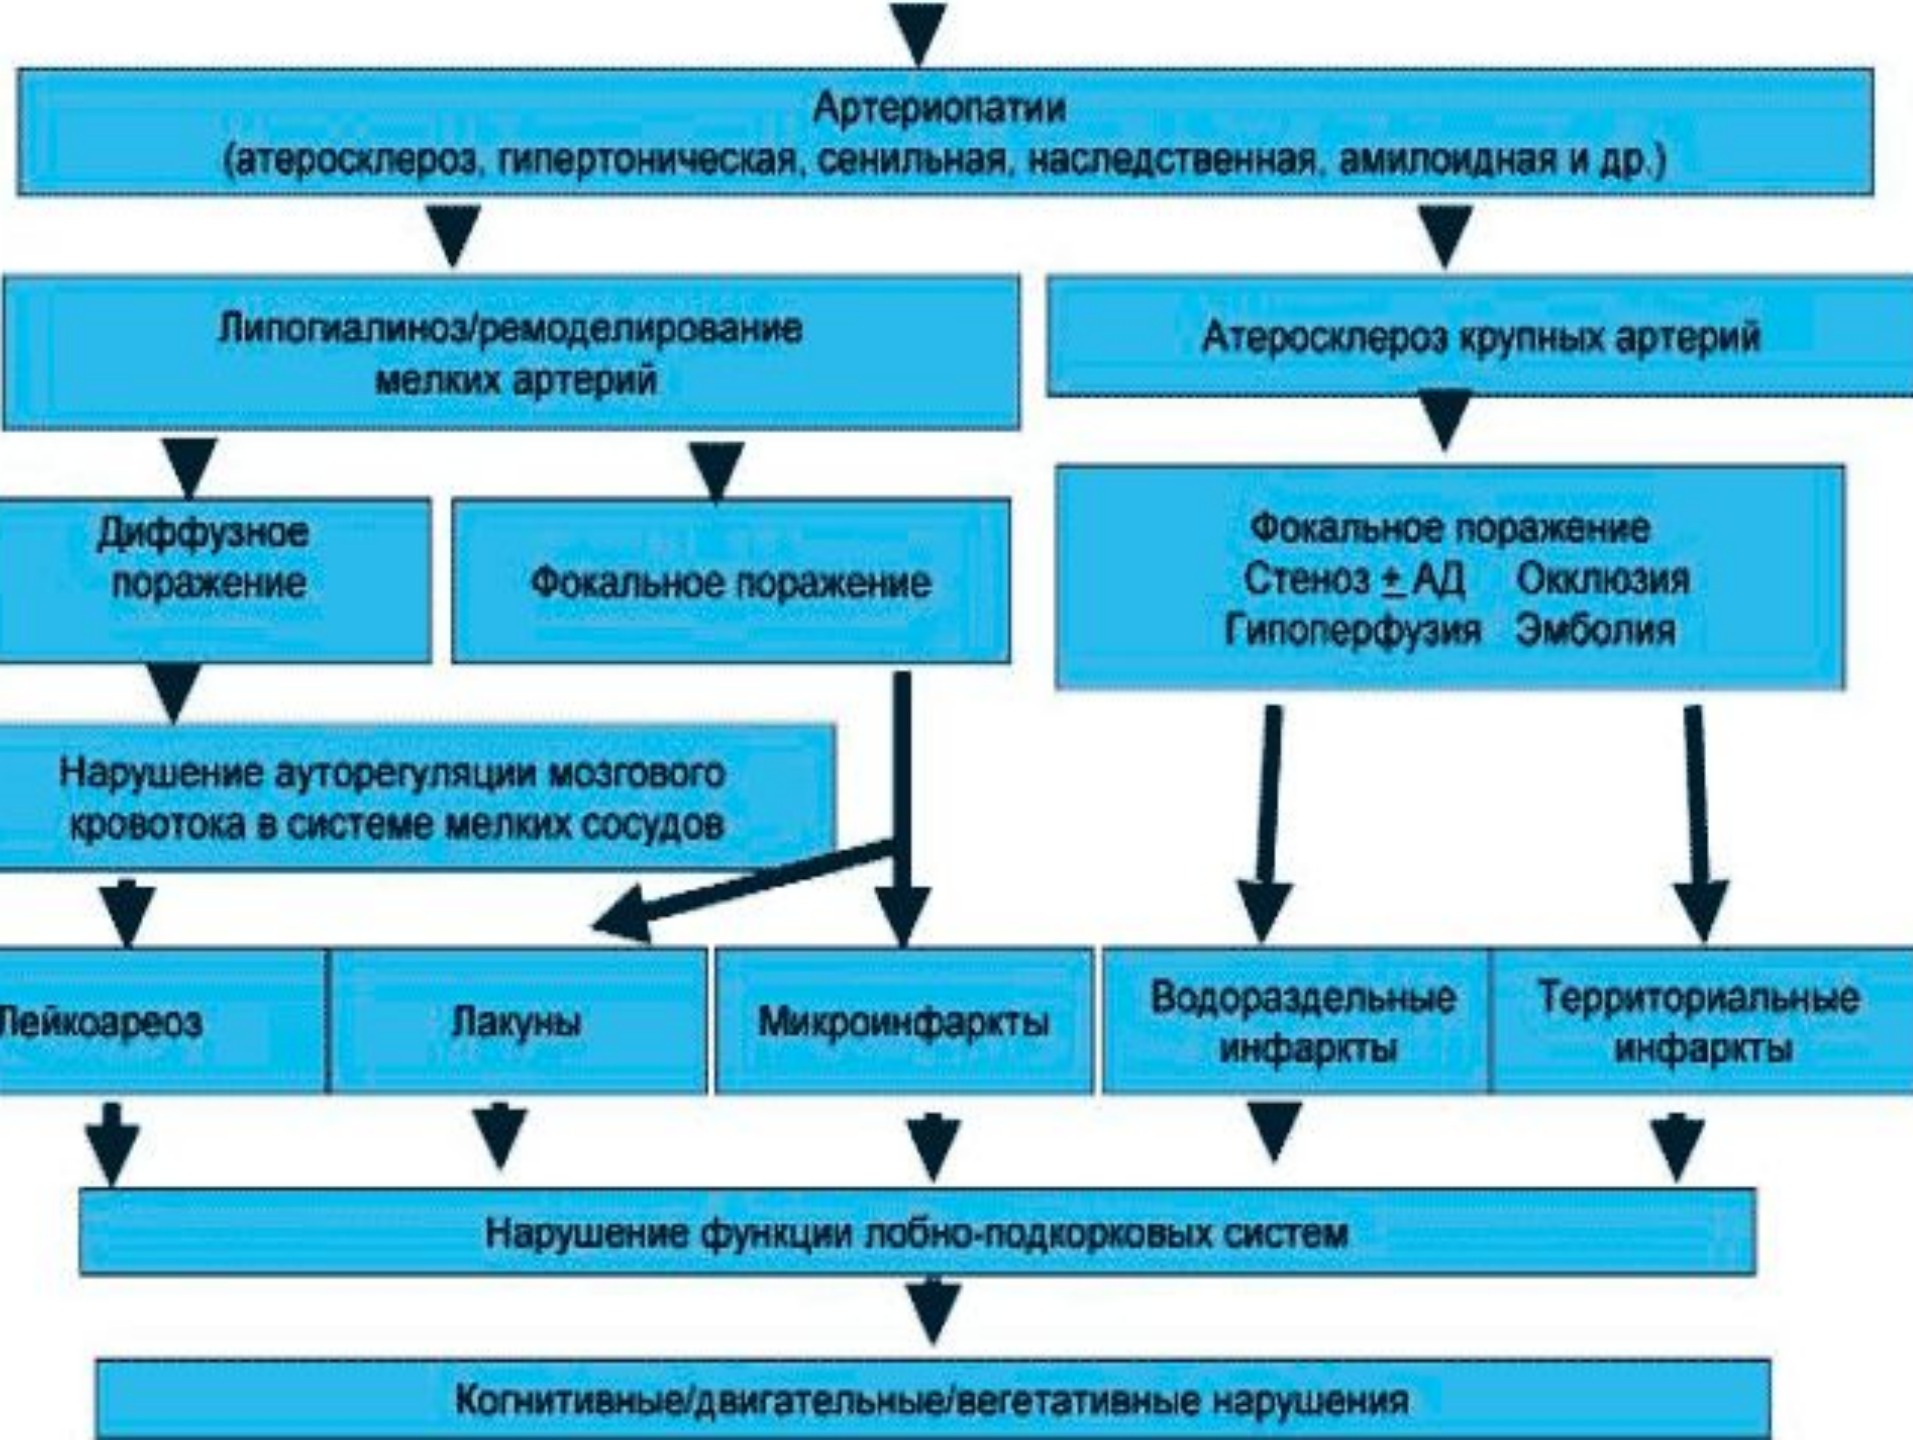 Артериопатии
(атеросклероз, гипертоническая, сенильная, наследственная, амилоидная и др.)
Липогиалиноз/ремоделирование
мелких артерий
Атеросклероз крупных артерий
Диффузное
поражение
Фокальное поражение
Фокальное поражение
Стеноз ± АД Окклюзия
Гипоперфузия Эмболия
Нарушение ауторегуляции мозгового
кровотока в системе мелких сосудов
Лейкоареоз
Лакуны
Микроинфаркты
Водораздельные
инфаркты
Территориальные
инфаркты
Нарушение функции лобно-подкорковых систем
Когнитивные/двигательные/вегетативные нарушения